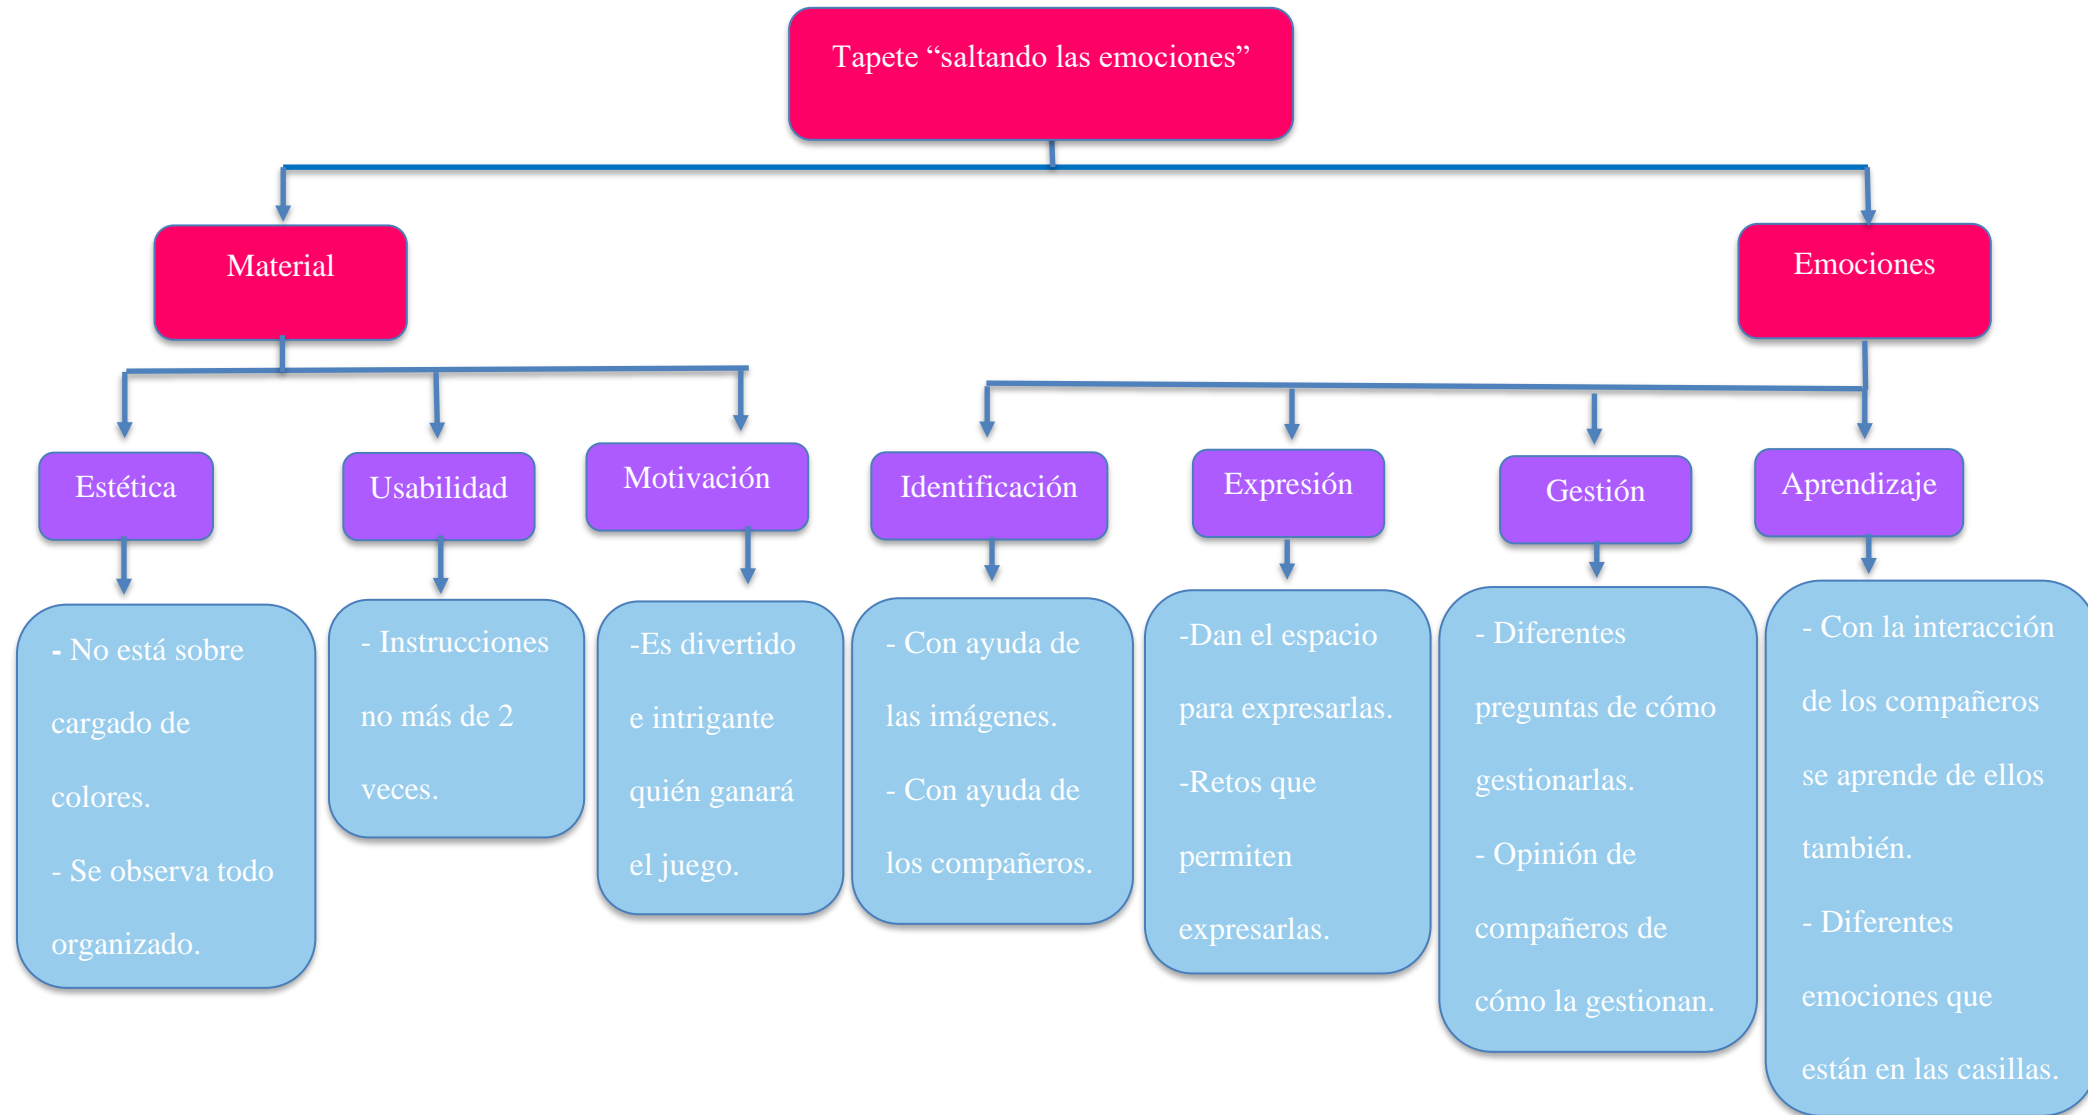 Tapete “saltando las emociones”
Material
Emociones
Estética
Usabilidad
Motivación
Identificación
Expresión
Gestión
Aprendizaje
- No está sobre
cargado de
colores.
- Se observa todo
organizado.
- Instrucciones
no más de 2
veces.
-Es divertido
e intrigante
quién ganará
el juego.
- Con ayuda de
las imágenes.
- Con ayuda de
los compañeros.
-Dan el espacio
para expresarlas.
-Retos que
permiten
expresarlas.
- Diferentes
preguntas de cómo
gestionarlas.
- Opinión de
compañeros de
cómo la gestionan.
- Con la interacción
de los compañeros
se aprende de ellos
también.
- Diferentes
emociones que
están en las casillas.